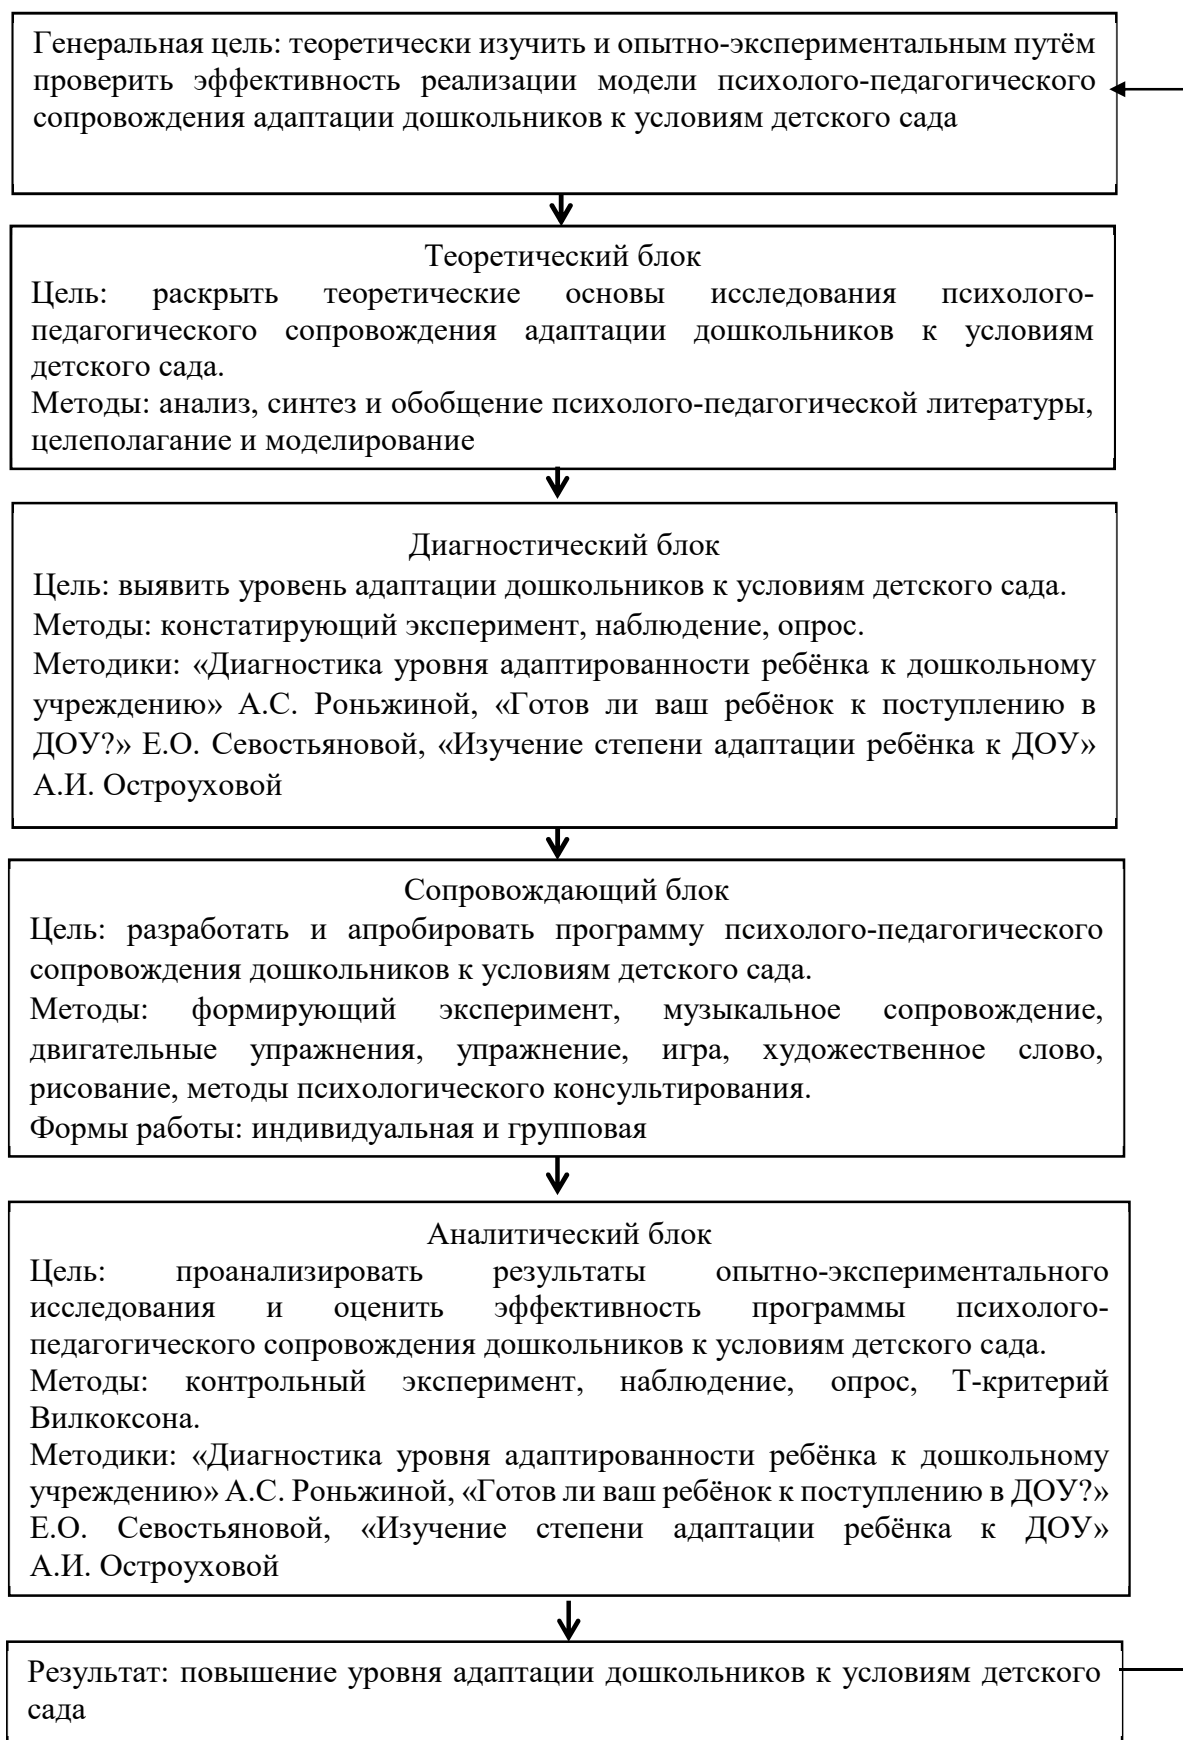 Генеральная цель: теоретически изучить и опытно-экспериментальным путём
проверить эффективность реализации модели психолого-педагогического
сопровождения адаптации дошкольников к условиям детского сада
Теоретический блок
Цель: раскрыть теоретические основы исследования психолого-
педагогического сопровождения адаптации дошкольников к условиям
детского сада.
Методы: анализ, синтез и обобщение психолого-педагогической литературы,
целеполагание и моделирование
Диагностический блок
Цель: выявить уровень адаптации дошкольников к условиям детского сада.
Методы: констатирующий эксперимент, наблюдение, опрос.
Методики: «Диагностика уровня адаптированности ребёнка к дошкольному
учреждению» А.С. Роньжиной, «Готов ли ваш ребёнок к поступлению в
ДОУ?» Е.О. Севостьяновой, «Изучение степени адаптации ребёнка к ДОУ»
А.И. Остроуховой
Сопровождающий блок
Цель: разработать и апробировать программу психолого-педагогического
сопровождения дошкольников к условиям детского сада.
Методы: формирующий эксперимент, музыкальное сопровождение,
двигательные упражнения, упражнение, игра, художественное слово,
рисование, методы психологического консультирования.
Формы работы: индивидуальная и групповая
Аналитический блок
Цель: проанализировать результаты опытно-экспериментального
исследования и оценить эффективность программы психолого-
педагогического сопровождения дошкольников к условиям детского сада.
Методы: контрольный эксперимент, наблюдение, опрос, Т-критерий
Вилкоксона.
Методики: «Диагностика уровня адаптированности ребёнка к дошкольному
учреждению» А.С. Роньжиной, «Готов ли ваш ребёнок к поступлению в ДОУ?»
Е.О. Севостьяновой, «Изучение степени адаптации ребёнка к ДОУ»
А.И. Остроуховой
Результат: повышение уровня адаптации дошкольников к условиям детского
сада